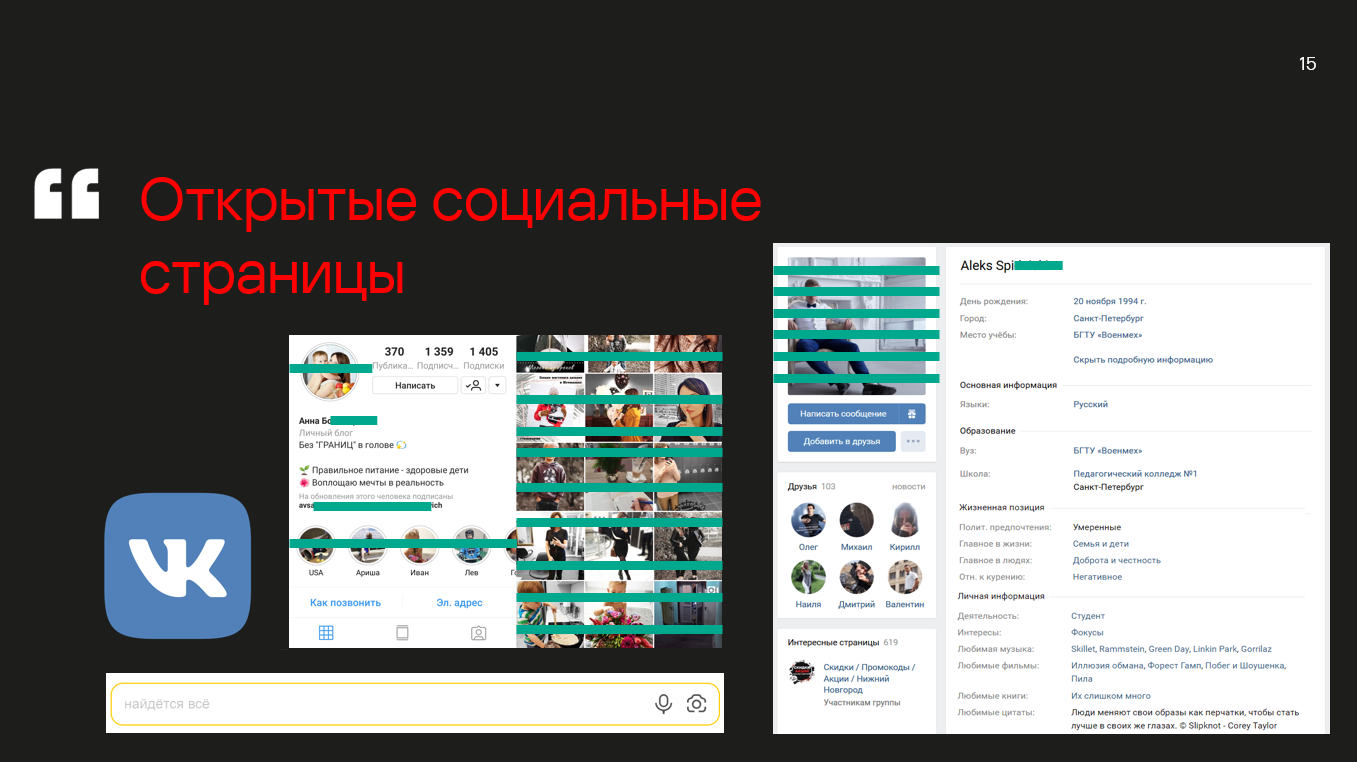 15
Открытые социальные
страницы
370 1 359 1 405
Публика... Подписч... Подписки
Написать
Анна Бо
Личный блог
Без "ГРАНИЦ" в голове
Правильное питание - здоровые дети
Воплощаю мечты в реальность
На обновления этого человека подписаны
avsa vich
USA Ариша Иван Лев
Как позвонить Эл. адрес
найдётся всё
Aleks Spi
День рождения: 20 ноября 1994 г.
Город: Санкт-Петербург
Место учёбы: БГТУ «Военмех»
Скрыть подробную информацию
Основная информация
Языки: Русский
Образование
Вуз: БГТУ «Военмех»
Школа: Педагогический колледж №1
Санкт-Петербург
Жизненная позиция
Полит. предпочтения: Умеренные
Главное в жизни: Семья и дети
Главное в людях: Доброта и честность
Отн. к курению: Негативное
Личная информация
Деятельность: Студент
Интересы: Фокусы
Любимая музыка: Skillet, Rammstein, Green Day, Linkin Park, Gorrilaz
Любимые фильмы: Иллюзия обмана, Форест Гамп, Побег и Шоушенка,
Пила
Любимые книги: Их слишком много
Любимые цитаты: Люди меняют свои образы как перчатки, чтобы стать
лучше в своих же глазах. © Slipknot - Corey Taylor
Написать сообщение
Добавить в друзья
Друзья 103 новости
Олег Михаил Кирилл
Наиля Дмитрий Валентин
Интересные страницы 619
Скидки / Промокоды /
Акции / Нижний
Новгород
Участникам группы